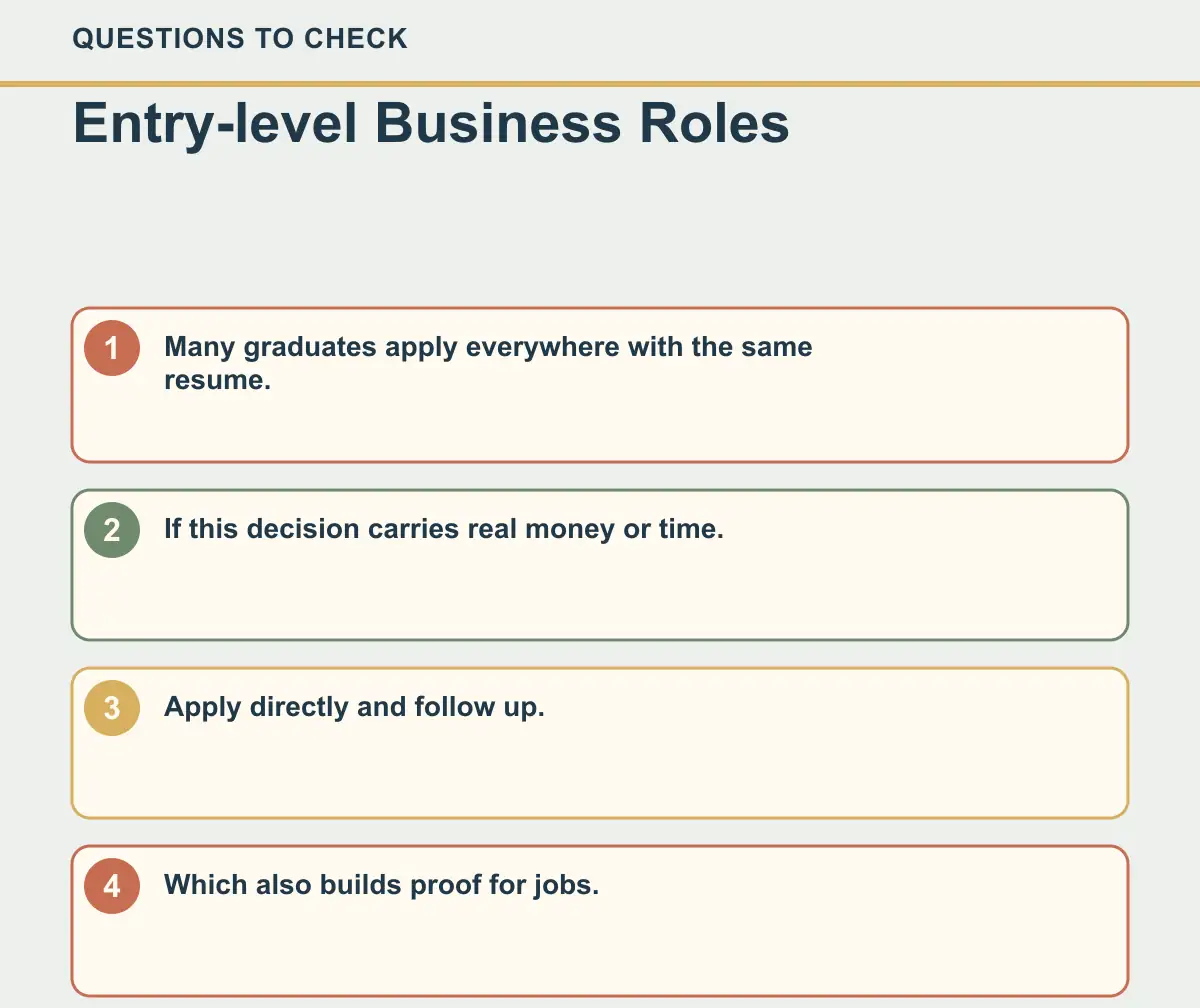 QUESTIONS TO CHECK
Entry-level Business Roles
1
Many graduates apply everywhere with the same
resume.
2
If this decision carries real money or time.
3
Apply directly and follow up.
4
Which also builds proof for jobs.